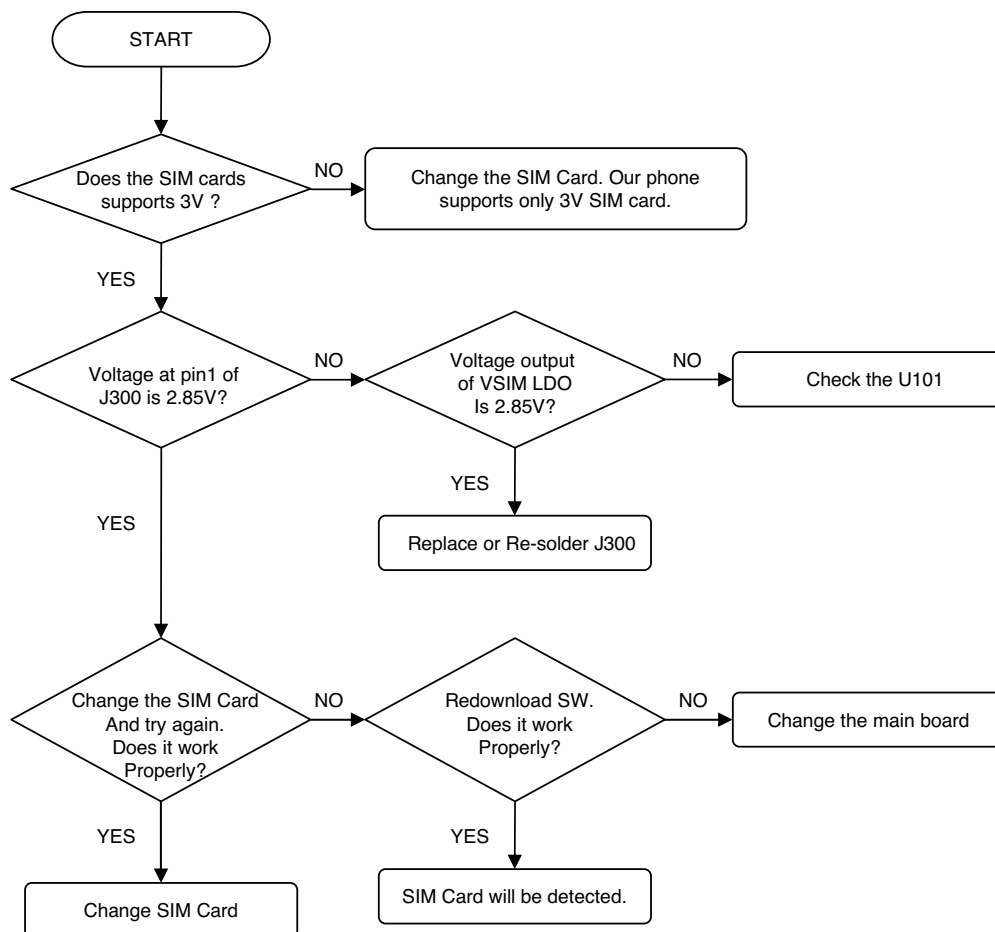 START
Does the SIM cards
supports 3V ?
NO
Change the SIM Card. Our phone
supports only 3V SIM card.
YES
Voltage at pin1 of
J300 is 2.85V?
NO
Voltage output
of VSIM LDO
Is 2.85V?
NO
Check the U101
YES
YES
Replace or Re-solder J300
Change the SIM Card
And try again.
Does it work
Properly?
NO
Redownload SW.
Does it work
Properly?
NO
Change the main board
YES
YES
Change SIM Card
SIM Card will be detected.